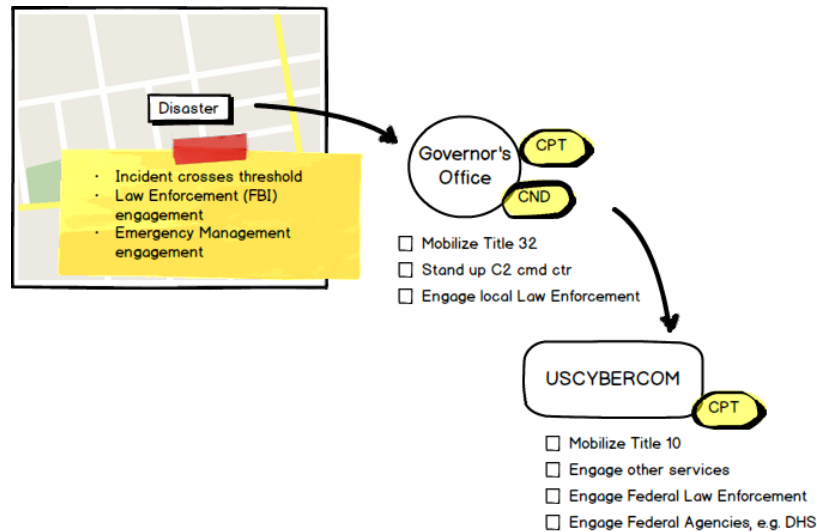 Disaster
· Incident crosses threshold
· Law Enforcement (FBI)
engagement
· Emergency Management
engagement
Governor's
Office
CPT
CND
Mobilize Title 32
Stand up C2 cmd ctr
Engage local Law Enforcement
USCYBERCOM
CPT
Mobilize Title 10
Engage other services
Engage Federal Law Enforcement
Engage Federal Agencies, e.g. DHS